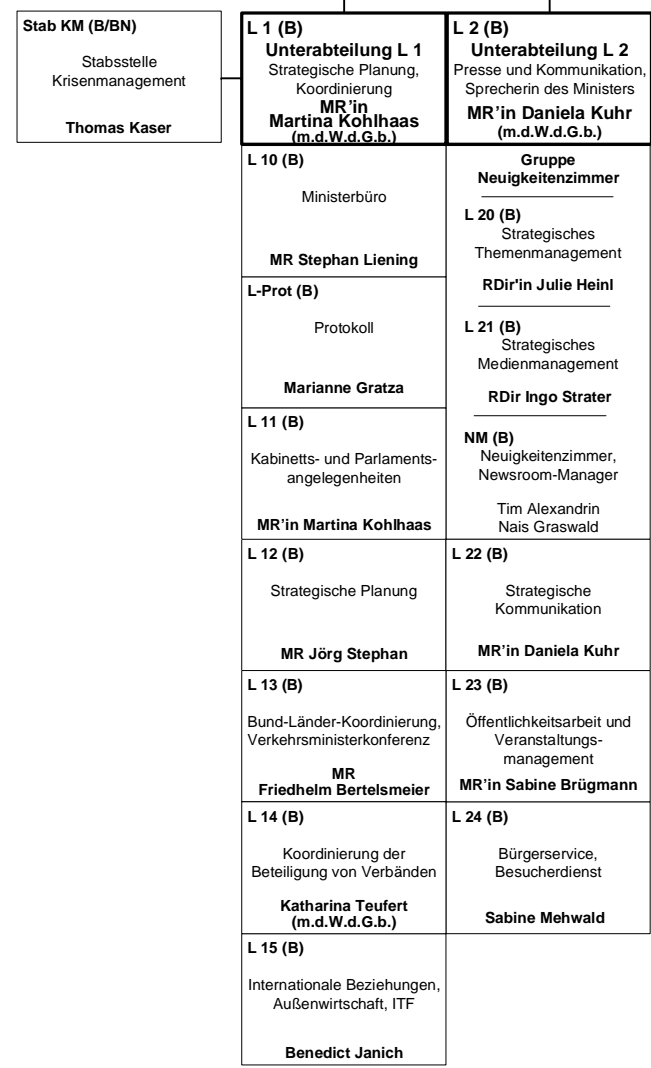 Stab KM (B/BN)
Stabsstelle
Krisenmanagement
Thomas Kaser
L 1 (B)
Unterabteilung L 1
Strategische Planung,
Koordinierung
MR'in
Martina Kohlhaas
(m.d.W.d.G.b.)
L 10 (B)
Ministerbüro
MR Stephan Liening
L-Prot (B)
Protokoll
Marianne Gratza
L 11 (B)
Kabinetts- und Parlaments-
angelegenheiten
MR'in Martina Kohlhaas
L 12 (B)
Strategische Planung
MR Jörg Stephan
L 13 (B)
Bund-Länder-Koordinierung,
Verkehrsministerkonferenz
MR
Friedhelm Bertelsmeier
L 14 (B)
Koordinierung der
Beteiligung von Verbänden
Katharina Teufert
(m.d.W.d.G.b.)
L 15 (B)
Internationale Beziehungen,
Außenwirtschaft, ITF
Benedict Janich
L 2 (B)
Unterabteilung L 2
Presse und Kommunikation,
Sprecherin des Ministers
MR'in Daniela Kuhr
(m.d.W.d.G.b.)
Gruppe
Neuigkeitenzimmer
L 20 (B)
Strategisches
Themenmanagement
RDir'in Julie Heinl
L 21 (B)
Strategisches
Medienmanagement
RDir Ingo Strater
NM (B)
Neuigkeitenzimmer,
Newsroom-Manager
Tim Alexandrin
Nais Graswald
L 22 (B)
Strategische
Kommunikation
MR'in Daniela Kuhr
L 23 (B)
Öffentlichkeitsarbeit und
Veranstaltungs-
management
MR'in Sabine Brügmann
L 24 (B)
Bürgerservice,
Besucherdienst
Sabine Mehwald